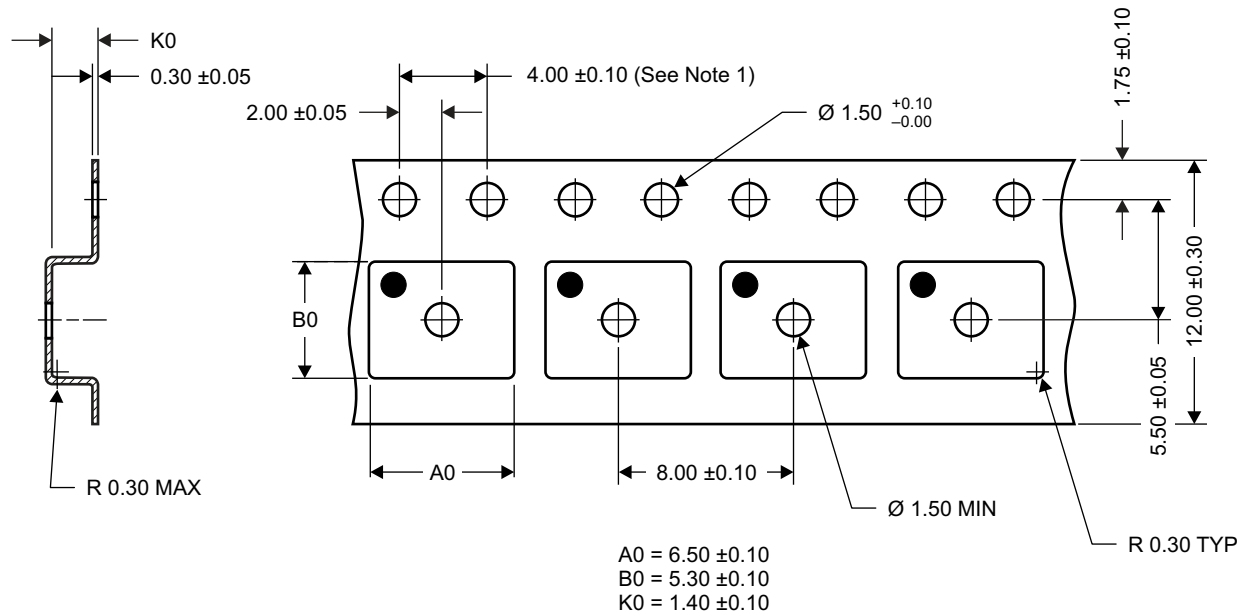 K0
0.30 ±0.05
4.00 ±0.10 (See Note 1)
2.00 ±0.05
Ø 1.50 +0.10 –0.00
1.75 ±0.10
B0
12.00 ±0.30
5.50 ±0.05
R 0.30 MAX
A0
8.00 ±0.10
Ø 1.50 MIN
R 0.30 TYP
A0 = 6.50 ±0.10
B0 = 5.30 ±0.10
K0 = 1.40 ±0.10